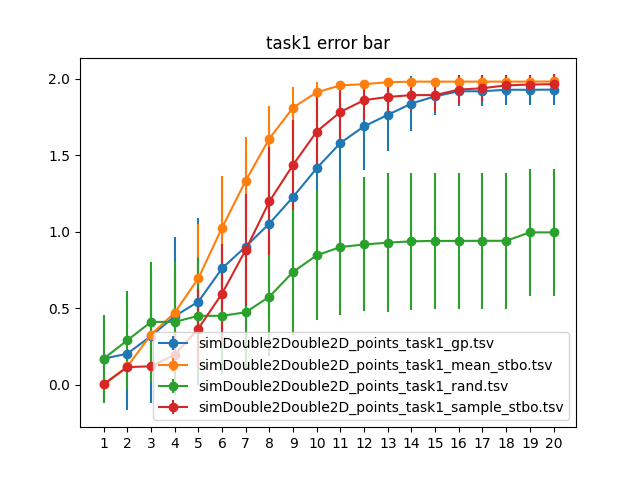 task1 error bar
2.0
1.5
1.0
0.5
0.0
simDouble2Double2D_points_task1_gp.tsv
simDouble2Double2D_points_task1_mean_stbo.tsv
simDouble2Double2D_points_task1_rand.tsv
simDouble2Double2D_points_task1_sample_stbo.tsv
1 2 3 4 5 6 7 8 9 10 11 12 13 14 15 16 17 18 19 20